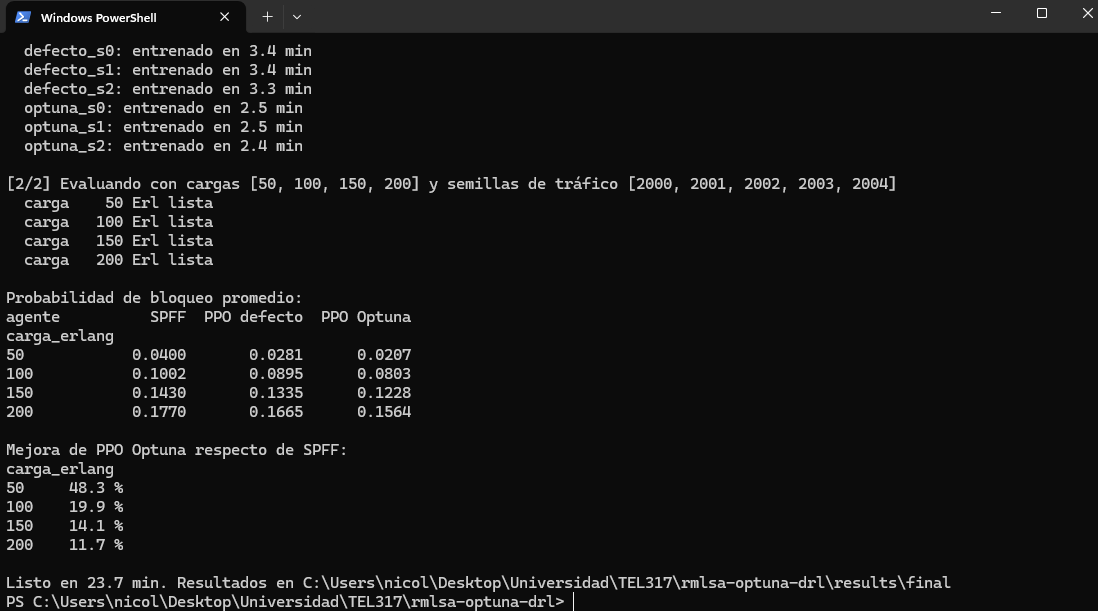 Windows PowerShell
defecto_s0: entrenado en 3.4 min
defecto_s1: entrenado en 3.4 min
defecto_s2: entrenado en 3.3 min
optuna_s0: entrenado en 2.5 min
optuna_s1: entrenado en 2.5 min
optuna_s2: entrenado en 2.4 min
[2/2] Evaluando con cargas [50, 100, 150, 200] y semillas de tráfico [2000, 2001, 2002, 2003, 2004]
carga    50 Erl lista
carga   100 Erl lista
carga   150 Erl lista
carga   200 Erl lista
Probabilidad de bloqueo promedio:
agente          SPFF  PPO defecto  PPO Optuna
carga_erlang
50            0.0400       0.0281      0.0207
100           0.1002       0.0895      0.0803
150           0.1430       0.1335      0.1228
200           0.1770       0.1665      0.1564
Mejora de PPO Optuna respecto de SPFF:
carga_erlang
50     48.3 %
100    19.9 %
150    14.1 %
200    11.7 %
Listo en 23.7 min. Resultados en C:\Users\nicol\Desktop\Universidad\TEL317\rmlsa-optuna-drl\results\final
PS C:\Users\nicol\Desktop\Universidad\TEL317\rmlsa-optuna-drl>